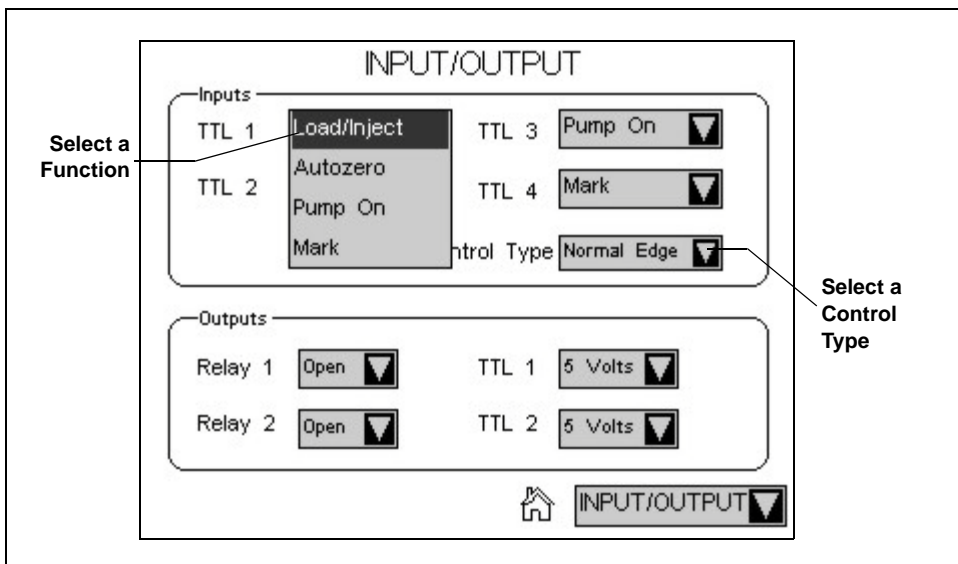 INPUT/OUTPUT
Inputs
Select a
Function
TTL 1
Load/Inject
Autozero
Pump On
Mark
TTL 2
TTL 3 Pump On
TTL 4 Mark
ntrol Type Normal Edge
Select a
Control
Type
Outputs
Relay 1 Open TTL 1 5 Volts
Relay 2 Open TTL 2 5 Volts
INPUT/OUTPUT